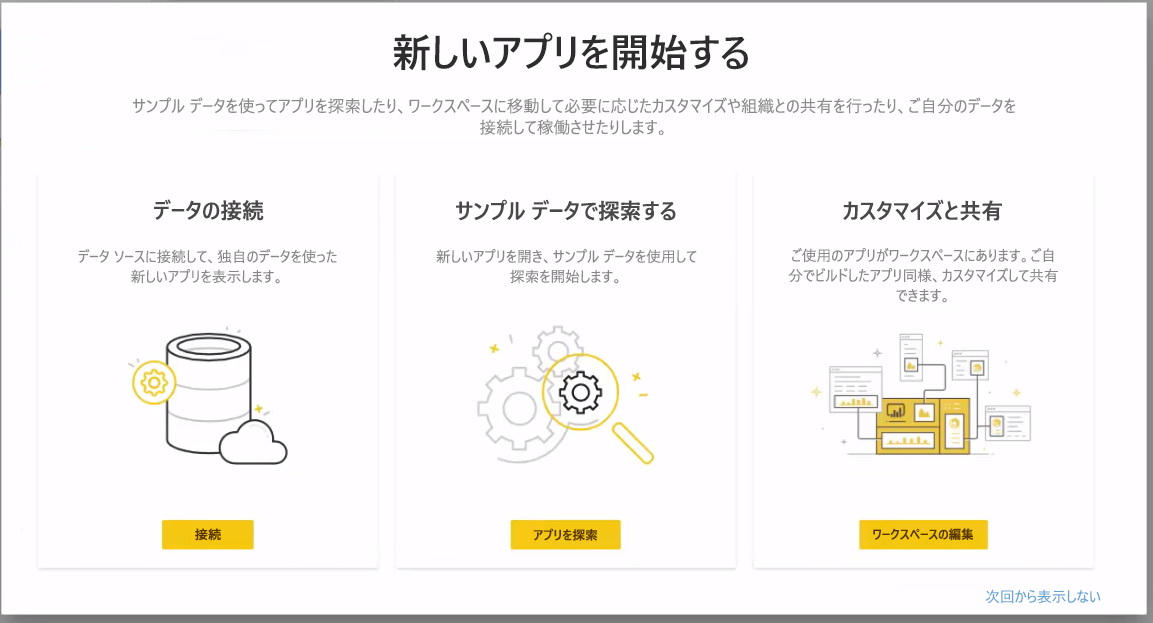 新しいアプリを開始する
サンプル データを使ってアプリを探索したり、ワークスペースに移動して必要に応じたカスタマイズや組織との共有を行ったり、ご自分のデータを
接続して稼働させたりします。
データの接続
データ ソースに接続して、独自のデータを使った
新しいアプリを表示します。
接続
サンプル データで探索する
新しいアプリを開き、サンプル データを使用して
探索を開始します。
アプリを探索
カスタマイズと共有
ご使用のアプリがワークスペースにあります。ご自
分でビルドしたアプリ同様、カスタマイズして共有
できます。
ワークスペースの編集
次回から表示しない